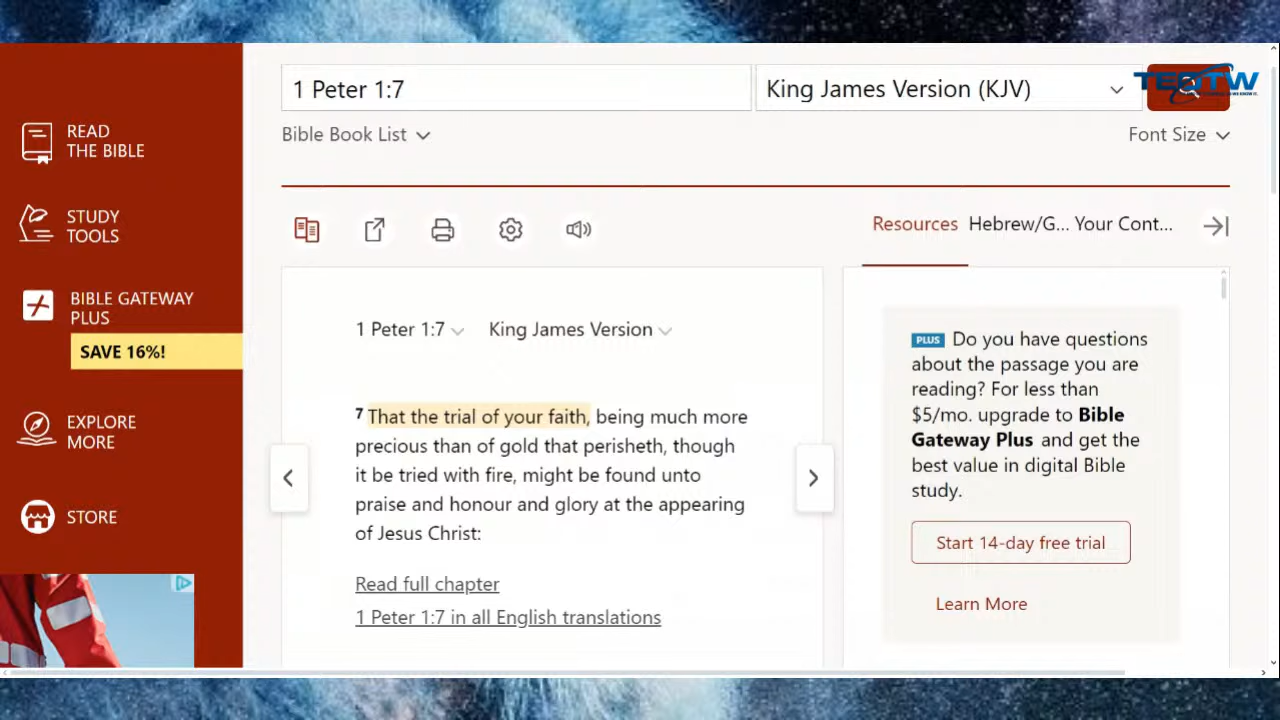 1 Peter 1:7
King James Version (KJV)
TEOTW
Bible Book List
Font Size
READ
THE BIBLE
STUDY
TOOLS
BIBLE GATEWAY
PLUS
SAVE 16%!
EXPLORE
MORE
STORE
Resources
Hebrew/G...
Your Cont...
1 Peter 1:7
King James Version
7 That the trial of your faith, being much more
precious than of gold that perisheth, though
it be tried with fire, might be found unto
praise and honour and glory at the appearing
of Jesus Christ:
Read full chapter
1 Peter 1:7 in all English translations
PLUS Do you have questions
about the passage you are
reading? For less than
$5/mo. upgrade to Bible
Gateway Plus and get the
best value in digital Bible
study.
Start 14-day free trial
Learn More